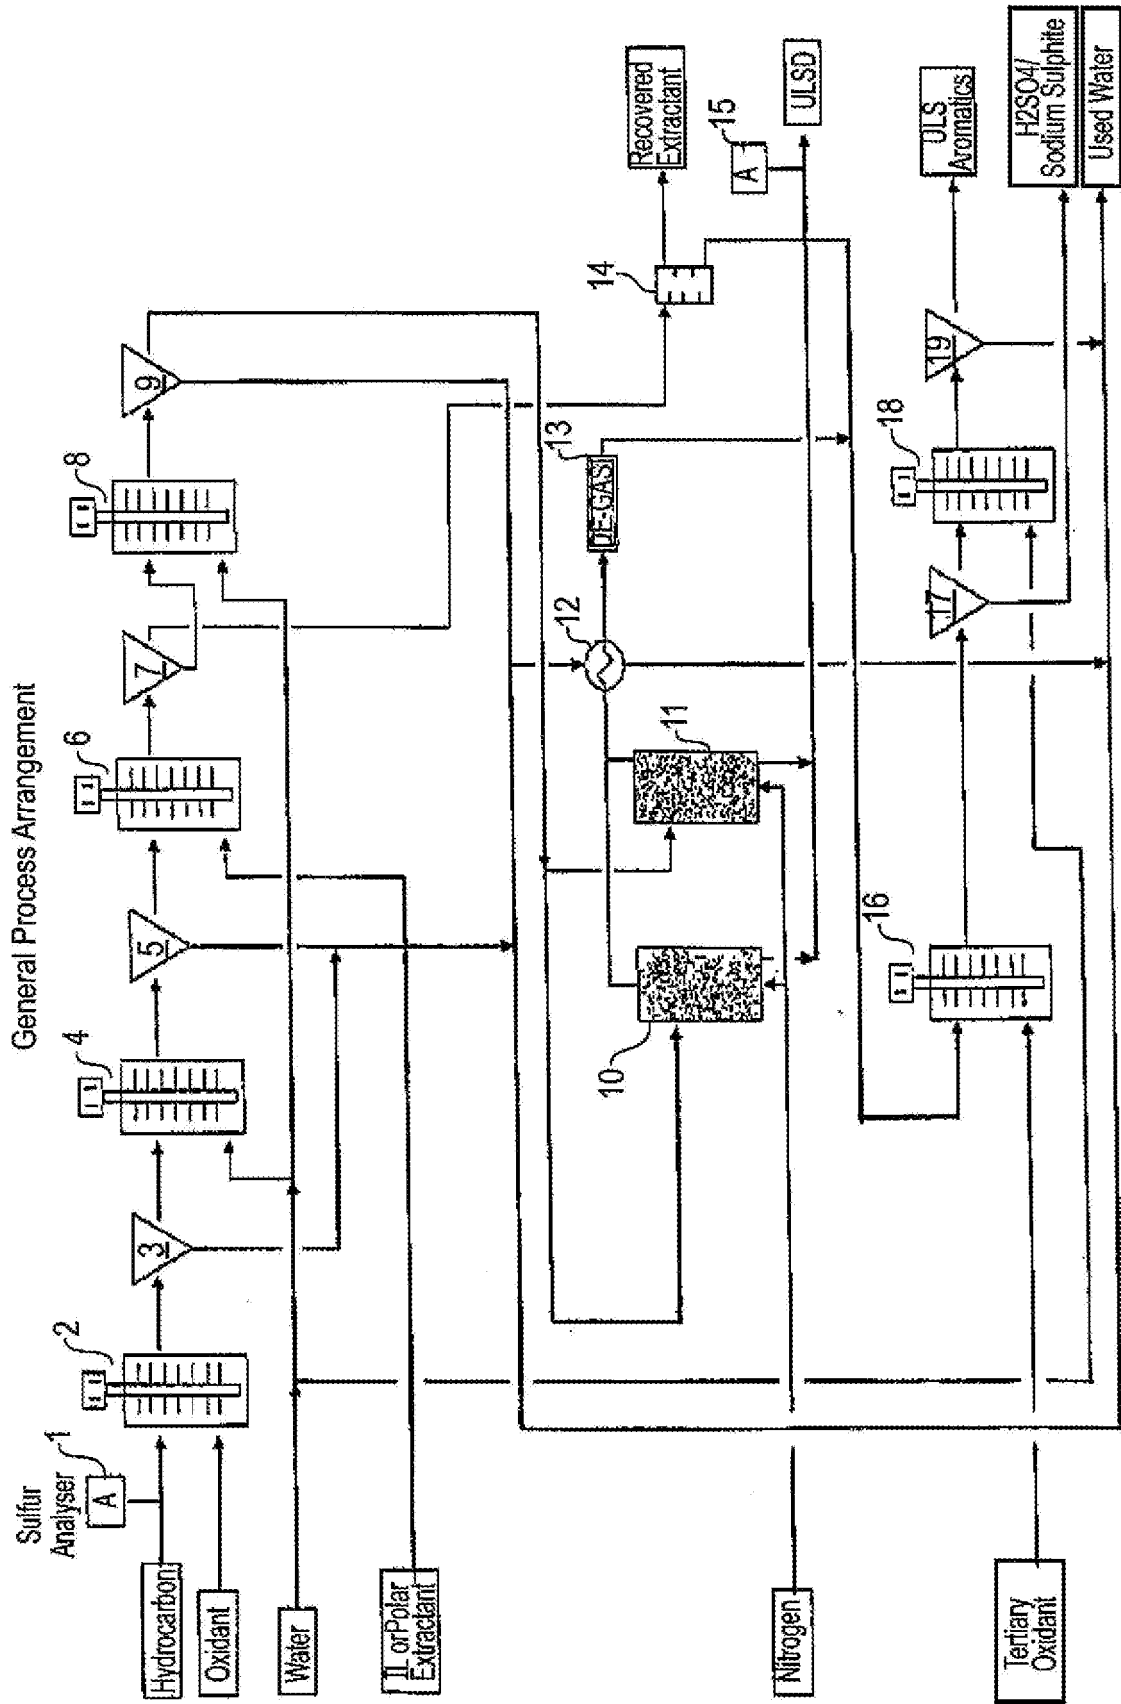 General Process Arrangement
Sulfur
Analyser
1
A
Hydrocarbon
Oxidant
Water
IL or Polar
Extractant
Nitrogen
Tertiary
Oxidant
2
3
4
5
6
7
8
9
10
11
12
DE-GAS
13
14
Recovered
Extractant
A
15
ULSD
16
17
18
19
ULS
Aromatics
H2SO4/
Sodium Sulphite
Used Water